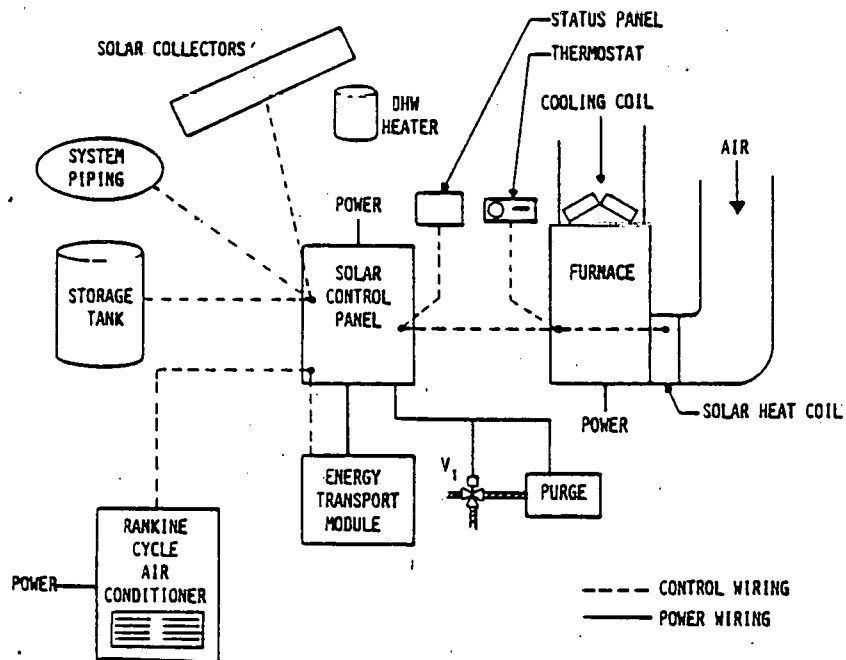 STATUS PANEL
SOLAR COLLECTORS
THERMOSTAT
DHW
HEATER
COOLING COIL
AIR
SYSTEM
PIPING
POWER
STORAGE
TANK
SOLAR
CONTROL
PANEL
FURNACE
POWER
SOLAR HEAT COIL
ENERGY
TRANSPORT
MODULE
V1
PURGE
RANKINE
CYCLE
AIR
CONDITIONER
POWER
CONTROL WIRING
POWER WIRING